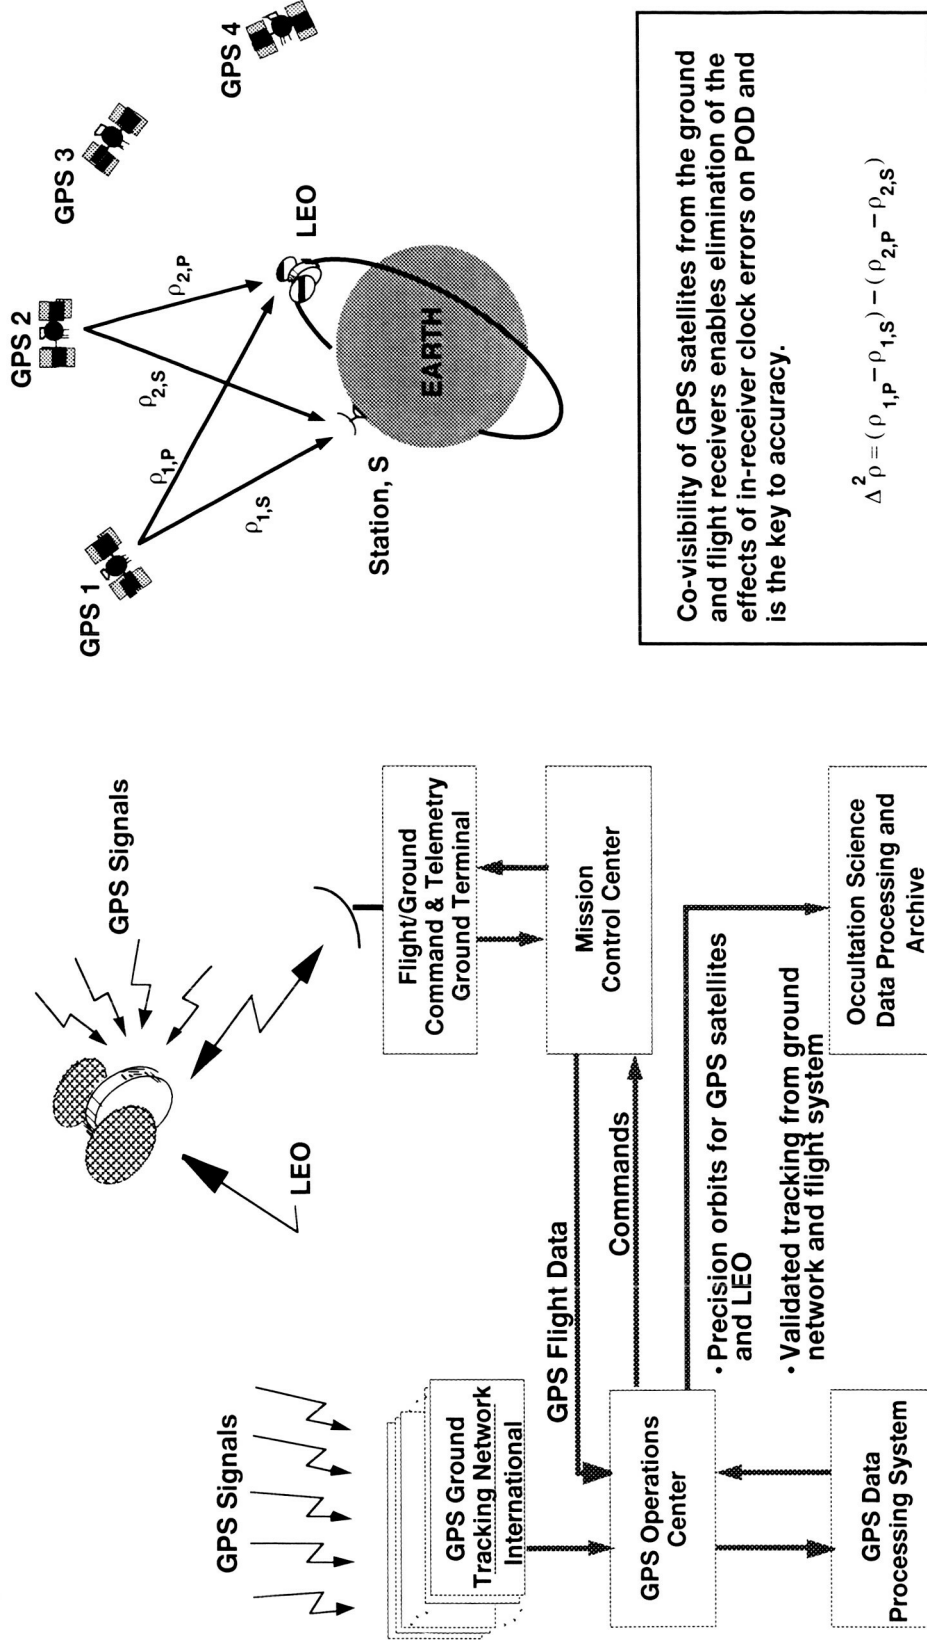 GPS Signals
GPS Ground
Tracking Network
International
GPS Operations
Center
GPS Data
Processing System
GPS Signals
LEO
Flight/Ground
Command & Telemetry
Ground Terminal
Mission
Control Center
GPS Flight Data
Commands
• Precision orbits for GPS satellites
and LEO
• Validated tracking from ground
network and flight system
Occultation Science
Data Processing and
Archive
GPS 1
GPS 2
GPS 3
GPS 4
LEO
ρ2,P
ρ2,s
ρ1,P
ρ1,s
Station, S
EARTH
Co-visibility of GPS satellites from the ground
and flight receivers enables elimination of the
effects of in-receiver clock errors on POD and
is the key to accuracy.
Δ² ρ = (ρ1,P − ρ1,s) − (ρ2,P − ρ2,s)